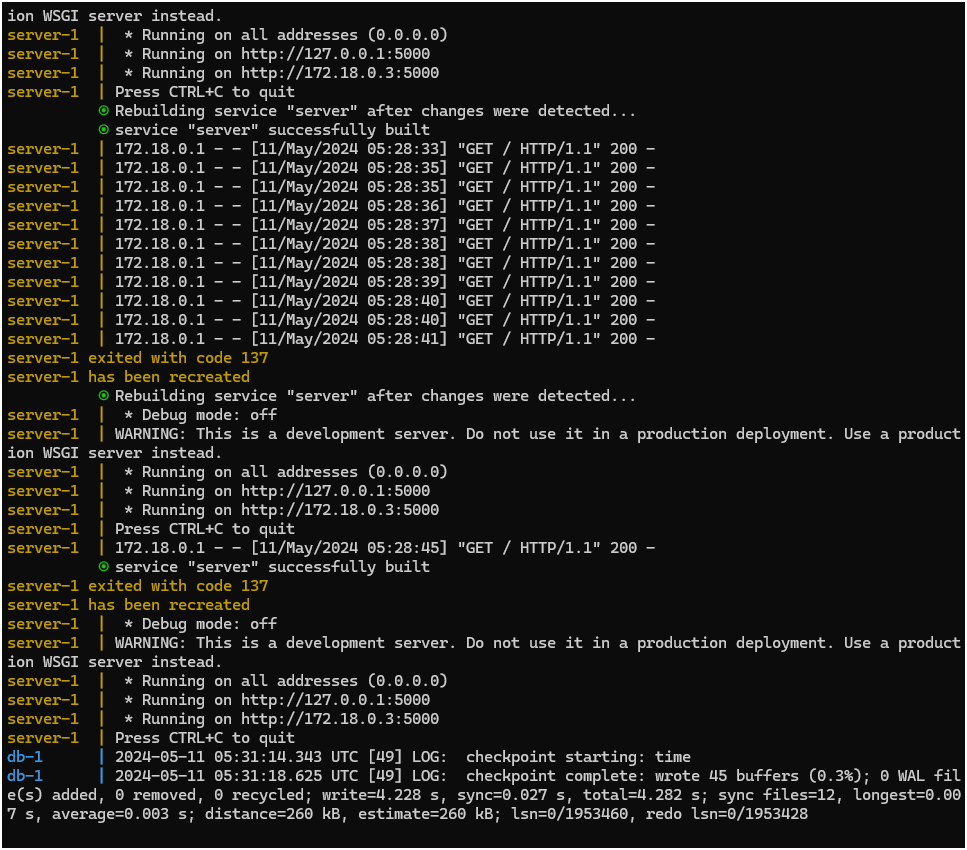 ion WSGI server instead.
server-1  |  * Running on all addresses (0.0.0.0)
server-1  |  * Running on http://127.0.0.1:5000
server-1  |  * Running on http://172.18.0.3:5000
server-1  | Press CTRL+C to quit
Rebuilding service "server" after changes were detected...
service "server" successfully built
server-1  | 172.18.0.1 - - [11/May/2024 05:28:33] "GET / HTTP/1.1" 200 -
server-1  | 172.18.0.1 - - [11/May/2024 05:28:35] "GET / HTTP/1.1" 200 -
server-1  | 172.18.0.1 - - [11/May/2024 05:28:35] "GET / HTTP/1.1" 200 -
server-1  | 172.18.0.1 - - [11/May/2024 05:28:36] "GET / HTTP/1.1" 200 -
server-1  | 172.18.0.1 - - [11/May/2024 05:28:37] "GET / HTTP/1.1" 200 -
server-1  | 172.18.0.1 - - [11/May/2024 05:28:38] "GET / HTTP/1.1" 200 -
server-1  | 172.18.0.1 - - [11/May/2024 05:28:38] "GET / HTTP/1.1" 200 -
server-1  | 172.18.0.1 - - [11/May/2024 05:28:39] "GET / HTTP/1.1" 200 -
server-1  | 172.18.0.1 - - [11/May/2024 05:28:40] "GET / HTTP/1.1" 200 -
server-1  | 172.18.0.1 - - [11/May/2024 05:28:40] "GET / HTTP/1.1" 200 -
server-1  | 172.18.0.1 - - [11/May/2024 05:28:41] "GET / HTTP/1.1" 200 -
server-1 exited with code 137
server-1 has been recreated
Rebuilding service "server" after changes were detected...
server-1  |  * Debug mode: off
server-1  | WARNING: This is a development server. Do not use it in a production deployment. Use a product
ion WSGI server instead.
server-1  |  * Running on all addresses (0.0.0.0)
server-1  |  * Running on http://127.0.0.1:5000
server-1  |  * Running on http://172.18.0.3:5000
server-1  | Press CTRL+C to quit
server-1  | 172.18.0.1 - - [11/May/2024 05:28:45] "GET / HTTP/1.1" 200 -
service "server" successfully built
server-1 exited with code 137
server-1 has been recreated
server-1  |  * Debug mode: off
server-1  | WARNING: This is a development server. Do not use it in a production deployment. Use a product
ion WSGI server instead.
server-1  |  * Running on all addresses (0.0.0.0)
server-1  |  * Running on http://127.0.0.1:5000
server-1  |  * Running on http://172.18.0.3:5000
server-1  | Press CTRL+C to quit
db-1      | 2024-05-11 05:31:14.343 UTC [49] LOG:  checkpoint starting: time
db-1      | 2024-05-11 05:31:18.625 UTC [49] LOG:  checkpoint complete: wrote 45 buffers (0.3%); 0 WAL fil
e(s) added, 0 removed, 0 recycled; write=4.228 s, sync=0.027 s, total=4.282 s; sync files=12, longest=0.00
7 s, average=0.003 s; distance=260 kB, estimate=260 kB; lsn=0/1953460, redo lsn=0/1953428